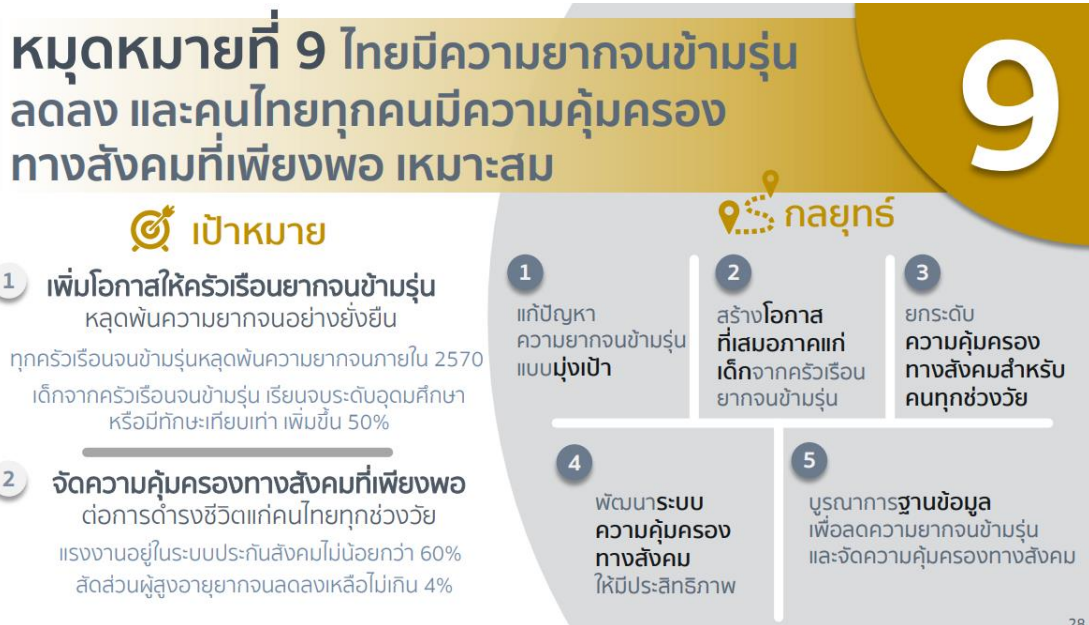 หมุดหมายที่ 9 ไทยมีความยากจนข้ามรุ่น
ลดลง และคนไทยทุกคนมีความคุ้มครอง
ทางสังคมที่เพียงพอ เหมาะสม
9
เป้าหมาย
1
เพิ่มโอกาสให้ครัวเรือนยากจนข้ามรุ่น
หลุดพ้นความยากจนอย่างยั่งยืน
ทุกครัวเรือนจนข้ามรุ่นหลุดพ้นความยากจนภายใน 2570
เด็กจากครัวเรือนจนข้ามรุ่น เรียนจบระดับอุดมศึกษา
หรือมีทักษะเทียบเท่า เพิ่มขึ้น 50%
2
จัดความคุ้มครองทางสังคมที่เพียงพอ
ต่อการดำรงชีวิตแก่คนไทยทุกช่วงวัย
แรงงานอยู่ในระบบประกันสังคมไม่น้อยกว่า 60%
สัดส่วนผู้สูงอายุยากจนลดลงเหลือไม่เกิน 4%
กลยุทธ์
1
แก้ปัญหา
ความยากจนข้ามรุ่น
แบบมุ่งเป้า
2
สร้างโอกาส
ที่เสมอภาคแก่
เด็กจากครัวเรือน
ยากจนข้ามรุ่น
3
ยกระดับ
ความคุ้มครอง
ทางสังคมสำหรับ
คนทุกช่วงวัย
4
พัฒนาระบบ
ความคุ้มครอง
ทางสังคม
ให้มีประสิทธิภาพ
5
บูรณาการฐานข้อมูล
เพื่อลดความยากจนข้ามรุ่น
และจัดความคุ้มครองทางสังคม
28